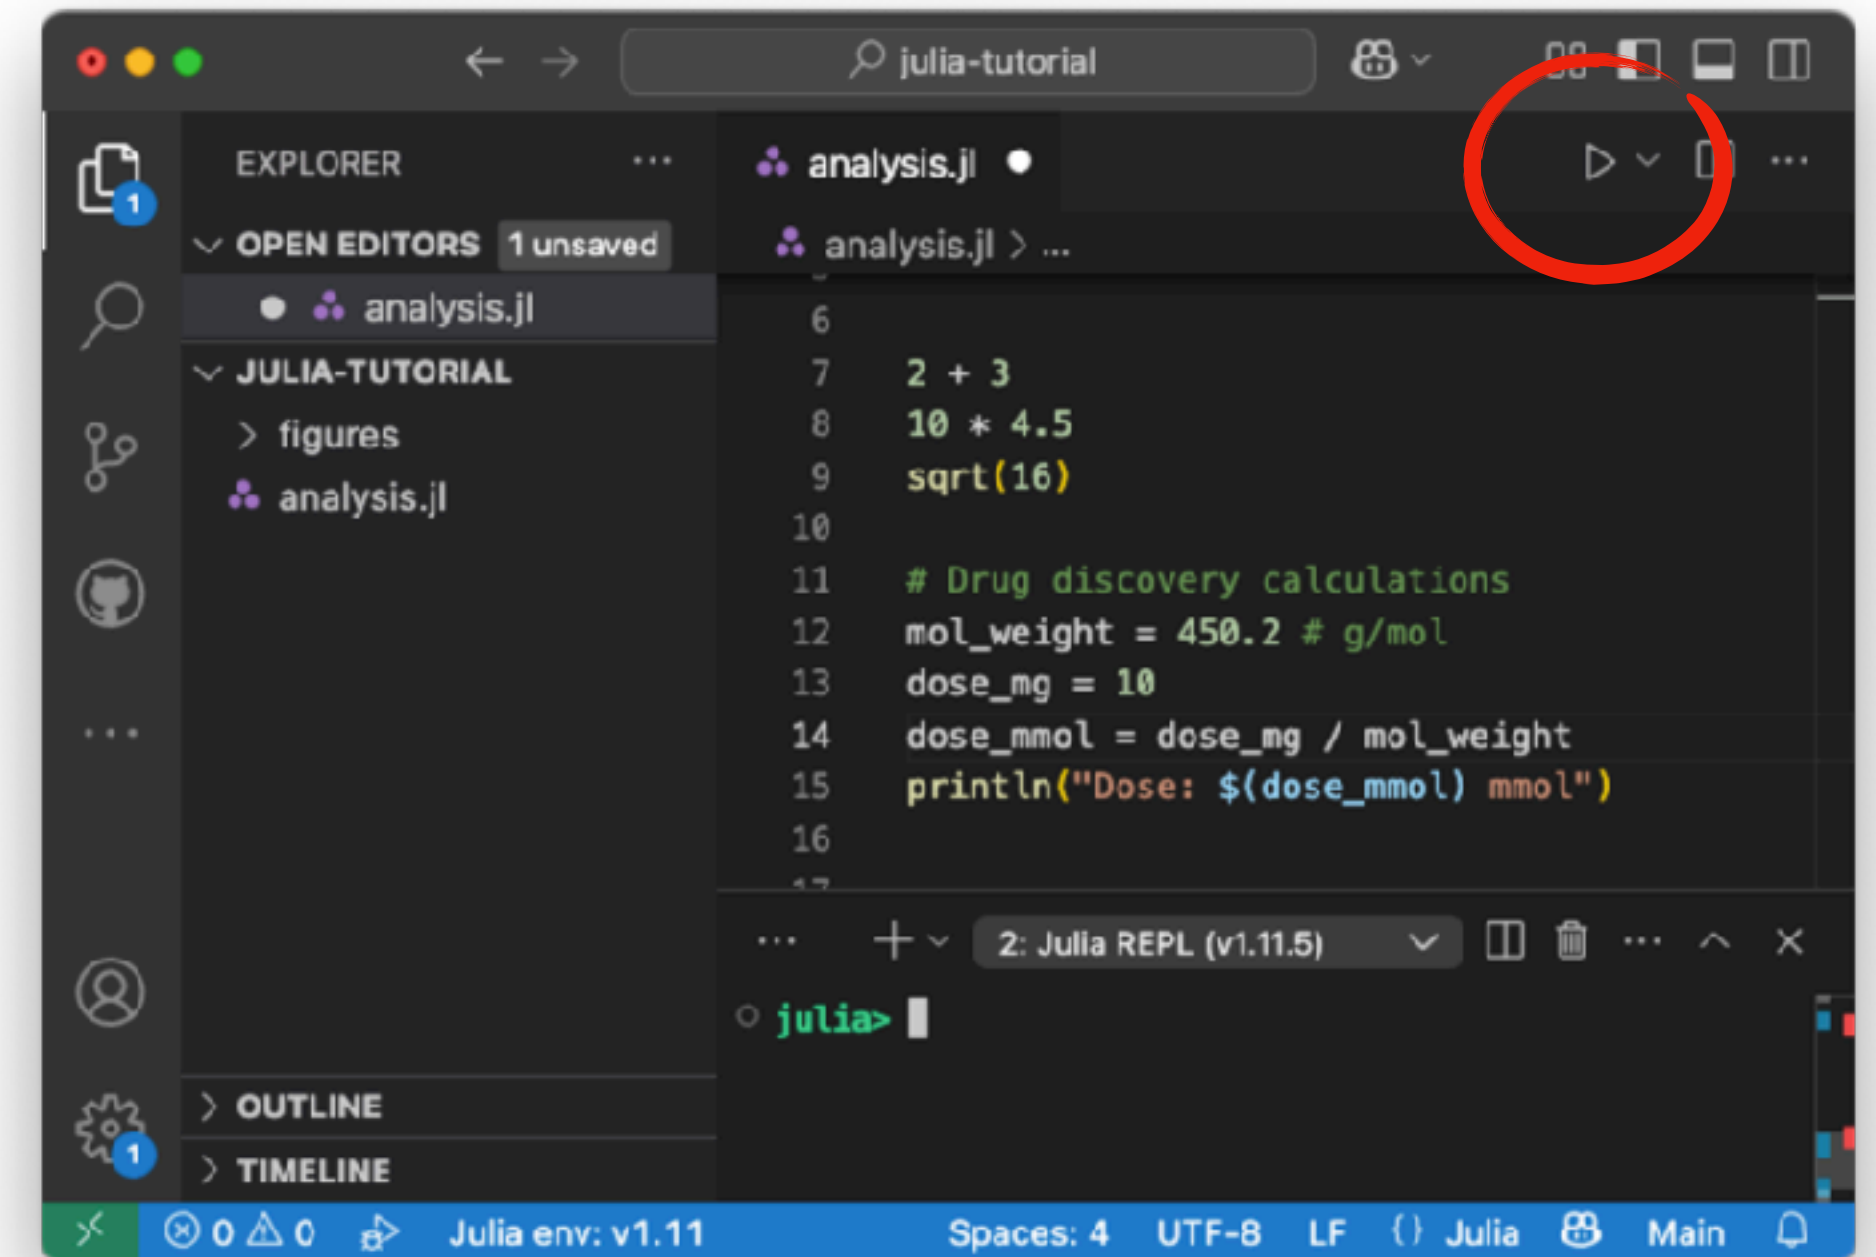 julia-tutorial
EXPLORER
OPEN EDITORS 1 unsaved
analysis.jl
JULIA-TUTORIAL
figures
analysis.jl
OUTLINE
TIMELINE
1
1
analysis.jl
analysis.jl > ...
6
7 2 + 3
8 10 * 4.5
9 sqrt(16)
10
11 # Drug discovery calculations
12 mol_weight = 450.2 # g/mol
13 dose_mg = 10
14 dose_mmol = dose_mg / mol_weight
15 println("Dose: $(dose_mmol) mmol")
16
17
2: Julia REPL (v1.11.5)
julia>
0 0 Julia env: v1.11 Spaces: 4 UTF-8 LF {} Julia Main